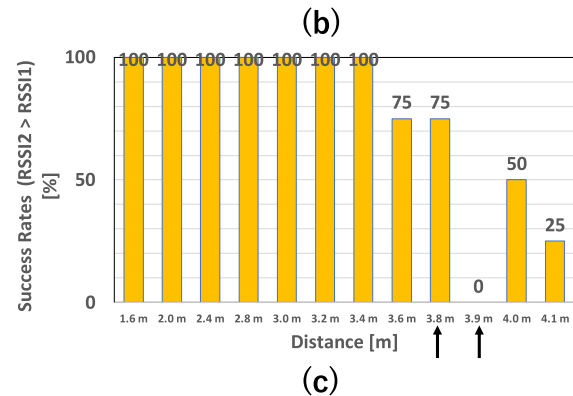 (b)
100 100 100 100 100 100 100 100
75 75
50
50
25
0
0
Success Rates (RSSI2 > RSSI1)
[%]
1.6 m 2.0 m 2.4 m 2.8 m 3.0 m 3.2 m 3.4 m 3.6 m 3.8 m 3.9 m 4.0 m 4.1 m
Distance [m]
(c)